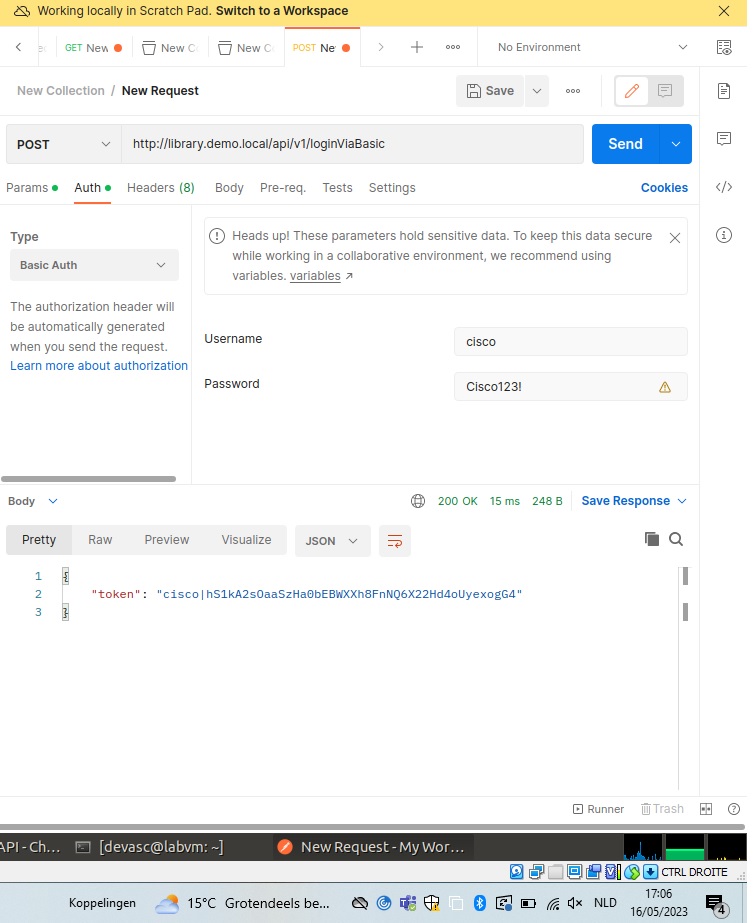 Working locally in Scratch Pad. Switch to a Workspace
GET New
New C
New C
POST Ne
No Environment
New Collection / New Request
Save
POST
http://library.demo.local/api/v1/loginViaBasic
Send
Params
Auth
Headers (8)
Body
Pre-req.
Tests
Settings
Cookies
Type
Basic Auth
The authorization header will
be automatically generated
when you send the request.
Learn more about authorization
Heads up! These parameters hold sensitive data. To keep this data secure
while working in a collaborative environment, we recommend using
variables. variables ↗
Username
cisco
Password
Cisco123!
Body
200 OK
15 ms
248 B
Save Response
Pretty
Raw
Preview
Visualize
JSON
1 {
2 "token": "cisco|hS1kA2sOaaSzHa0bEBWXXh8FnNQ6X22Hd4oUyexogG4"
3 }
Runner
Trash
API - Ch...
[devasc@labvm: ~]
New Request - My Wor...
CTRL DROITE
Koppelingen
15°C Grotendeels be...
NLD
17:06
16/05/2023
4